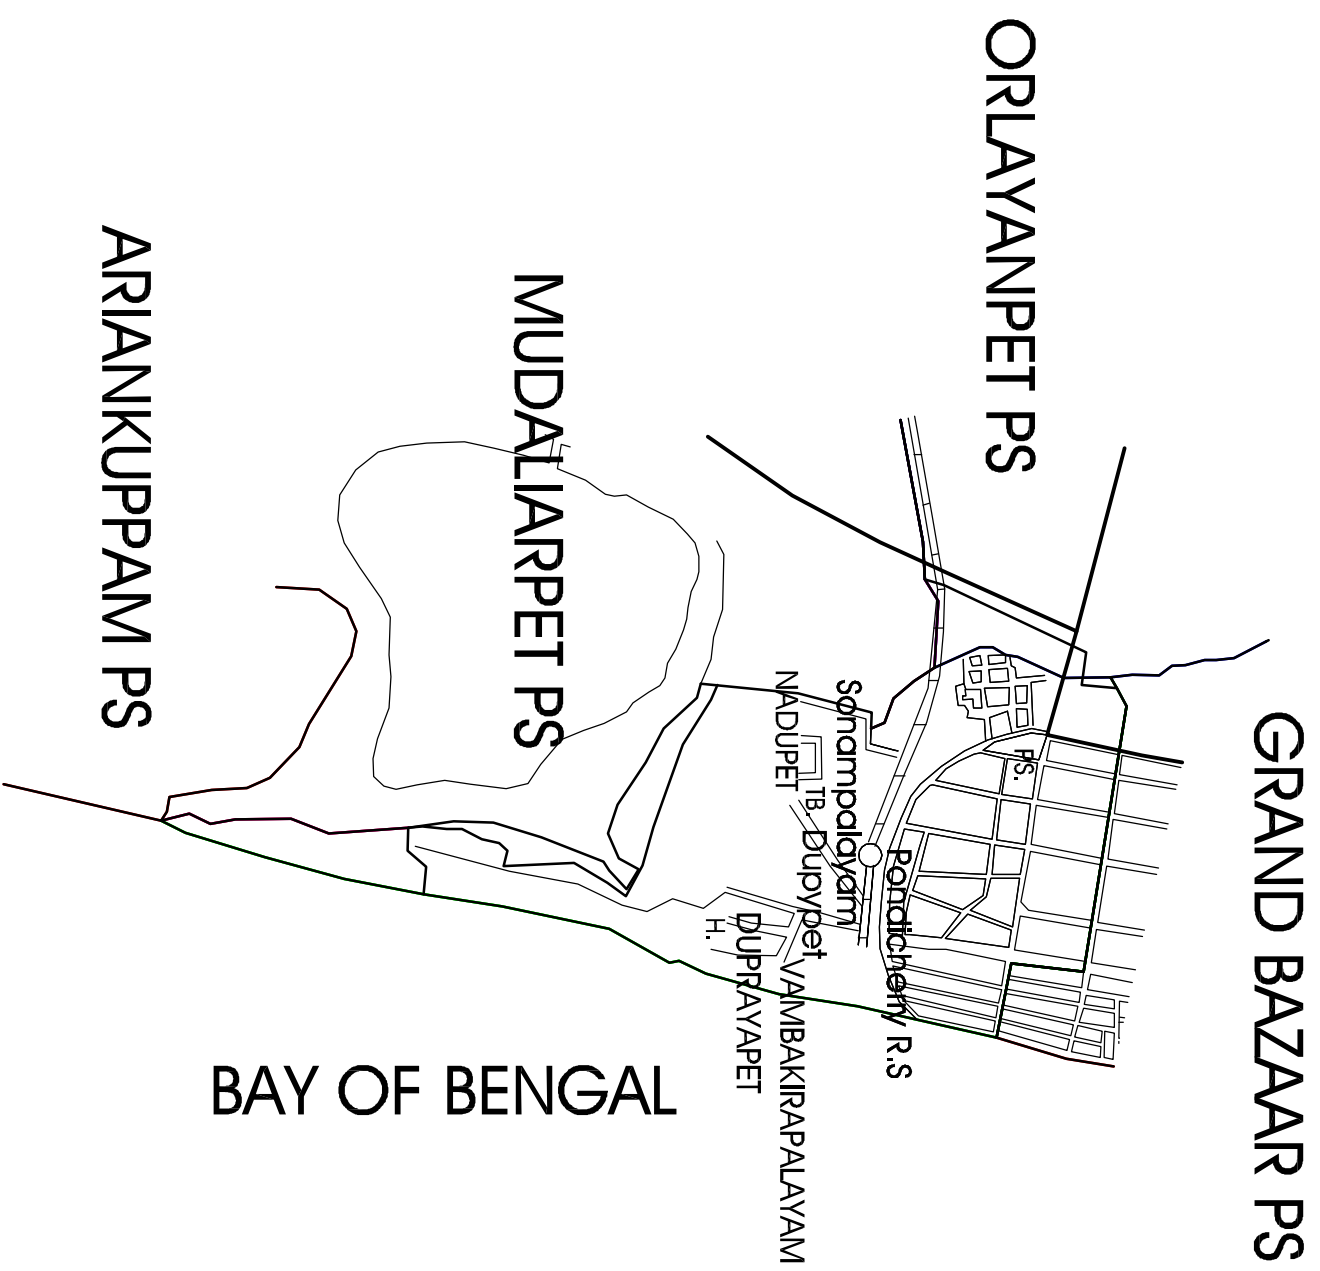 GRAND BAZAAR PS
ORLAYANPET PS
PS.
Pondicherry R.S
Sonampalayam
TB. Dupypet
NADUPET
VAMBAKIRAPALAYAM
DUPRAYAPET
H.
MUDALIARPET PS
ARIANKUPPAM PS
BAY OF BENGAL